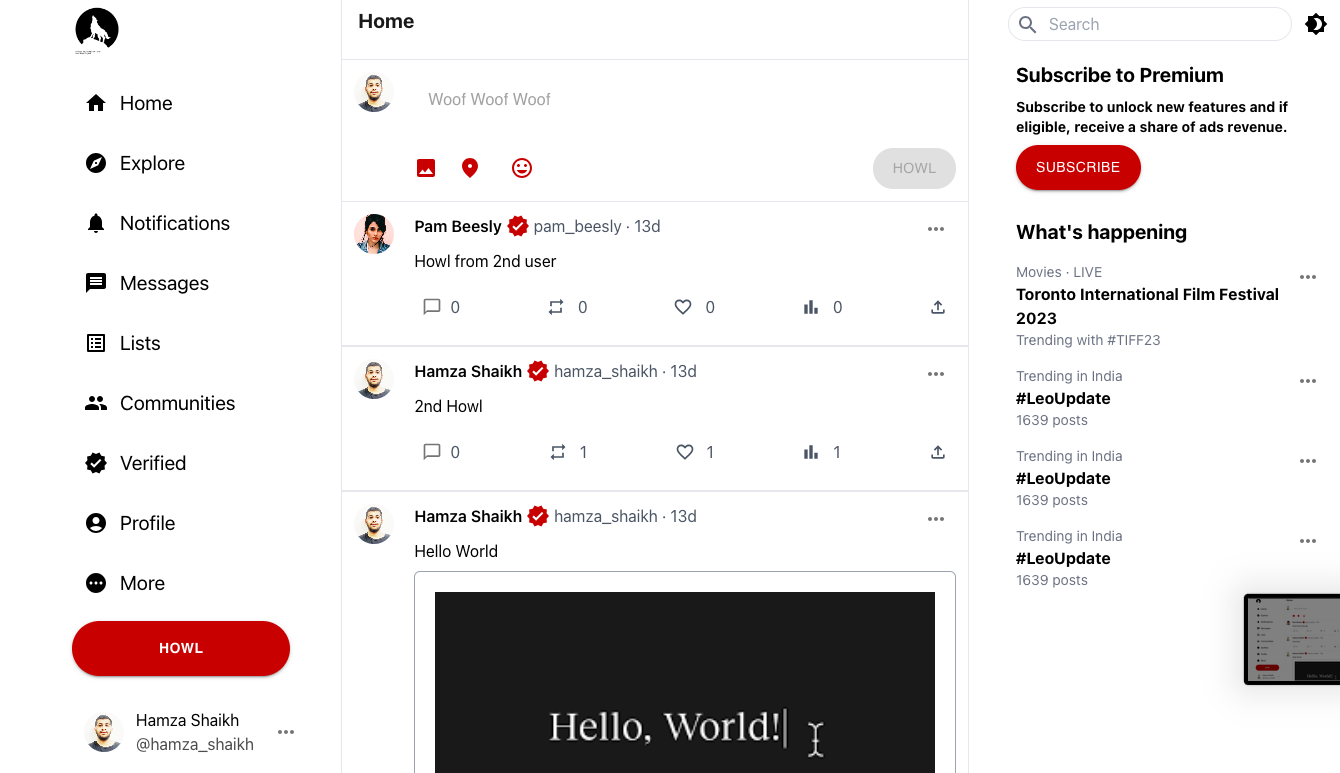 Home
Explore
Notifications
Messages
Lists
Communities
Verified
Profile
More
HOWL
Hamza Shaikh
@hamza_shaikh
Home
Woof Woof Woof
HOWL
Pam Beesly pam_beesly · 13d
Howl from 2nd user
0 0 0 0
Hamza Shaikh hamza_shaikh · 13d
2nd Howl
0 1 1 1
Hamza Shaikh hamza_shaikh · 13d
Hello World
Hello, World!
Search
Subscribe to Premium
Subscribe to unlock new features and if
eligible, receive a share of ads revenue.
SUBSCRIBE
What's happening
Movies · LIVE
Toronto International Film Festival
2023
Trending with #TIFF23
Trending in India
#LeoUpdate
1639 posts
Trending in India
#LeoUpdate
1639 posts
Trending in India
#LeoUpdate
1639 posts